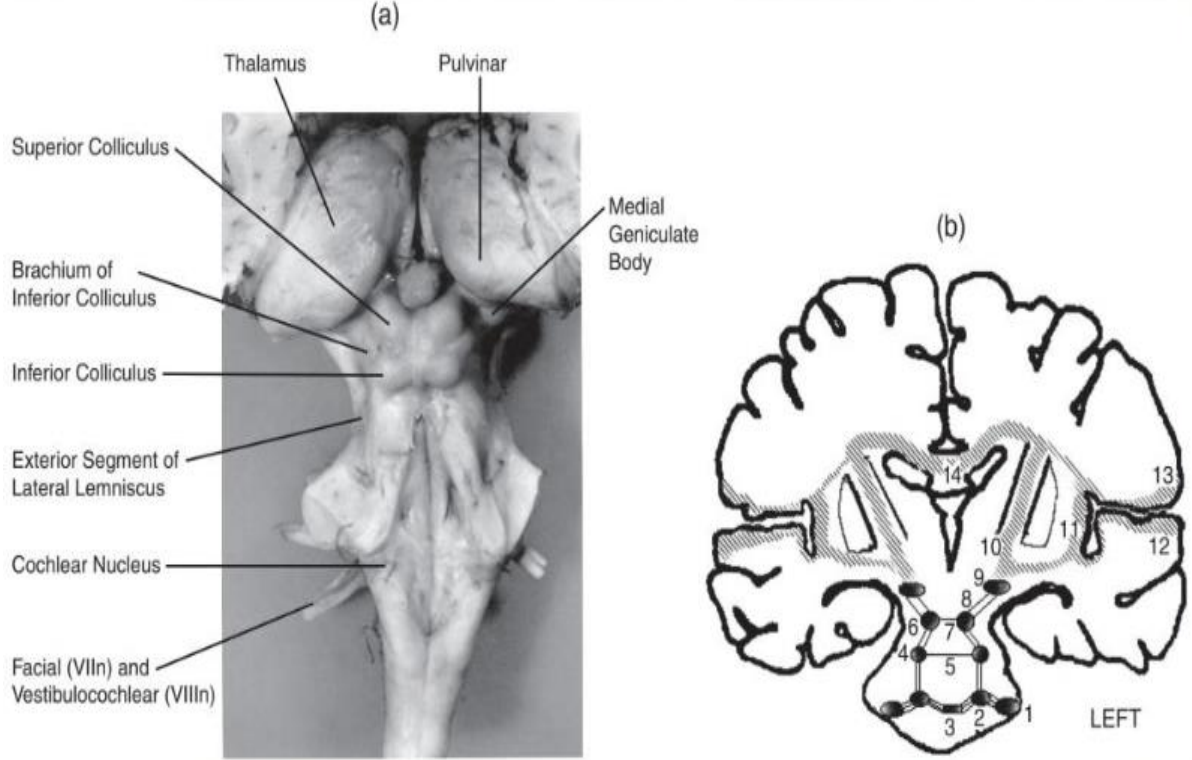 (a)
Thalamus
Pulvinar
Superior Colliculus
Medial
Geniculate
Body
Brachium of
Inferior Colliculus
Inferior Colliculus
Exterior Segment of
Lateral Lemniscus
Cochlear Nucleus
Facial (VIIn) and
Vestibulocochlear (VIIIn)
(b)
14
13
11
12
10
9
8
6
7
4
5
3
2
1
LEFT